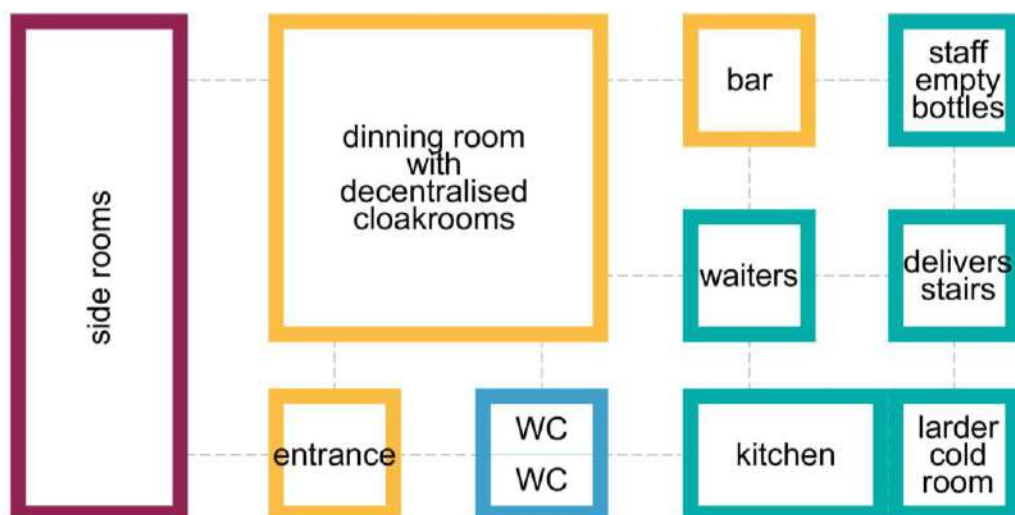 side rooms
dinning room
with
decentralised
cloakrooms
bar
staff
empty
bottles
waiters
delivers
stairs
entrance
WC
WC
kitchen
larder
cold
room